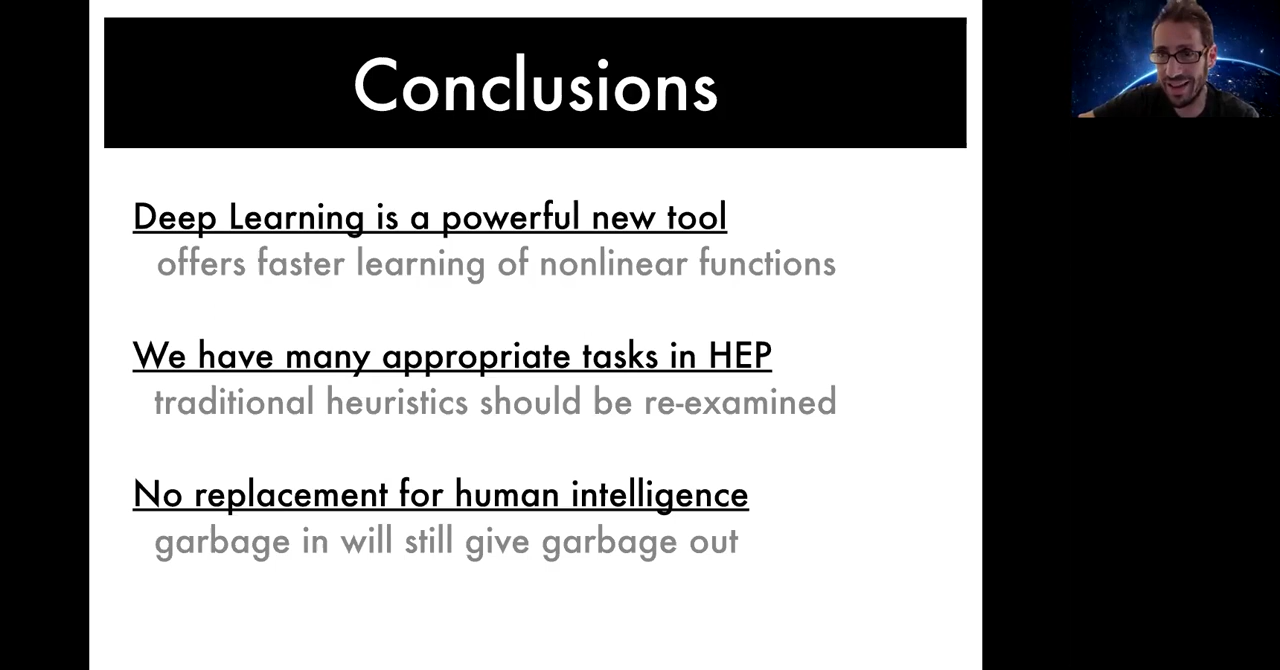 Conclusions
Deep Learning is a powerful new tool
offers faster learning of nonlinear functions
We have many appropriate tasks in HEP
traditional heuristics should be re-examined
No replacement for human intelligence
garbage in will still give garbage out